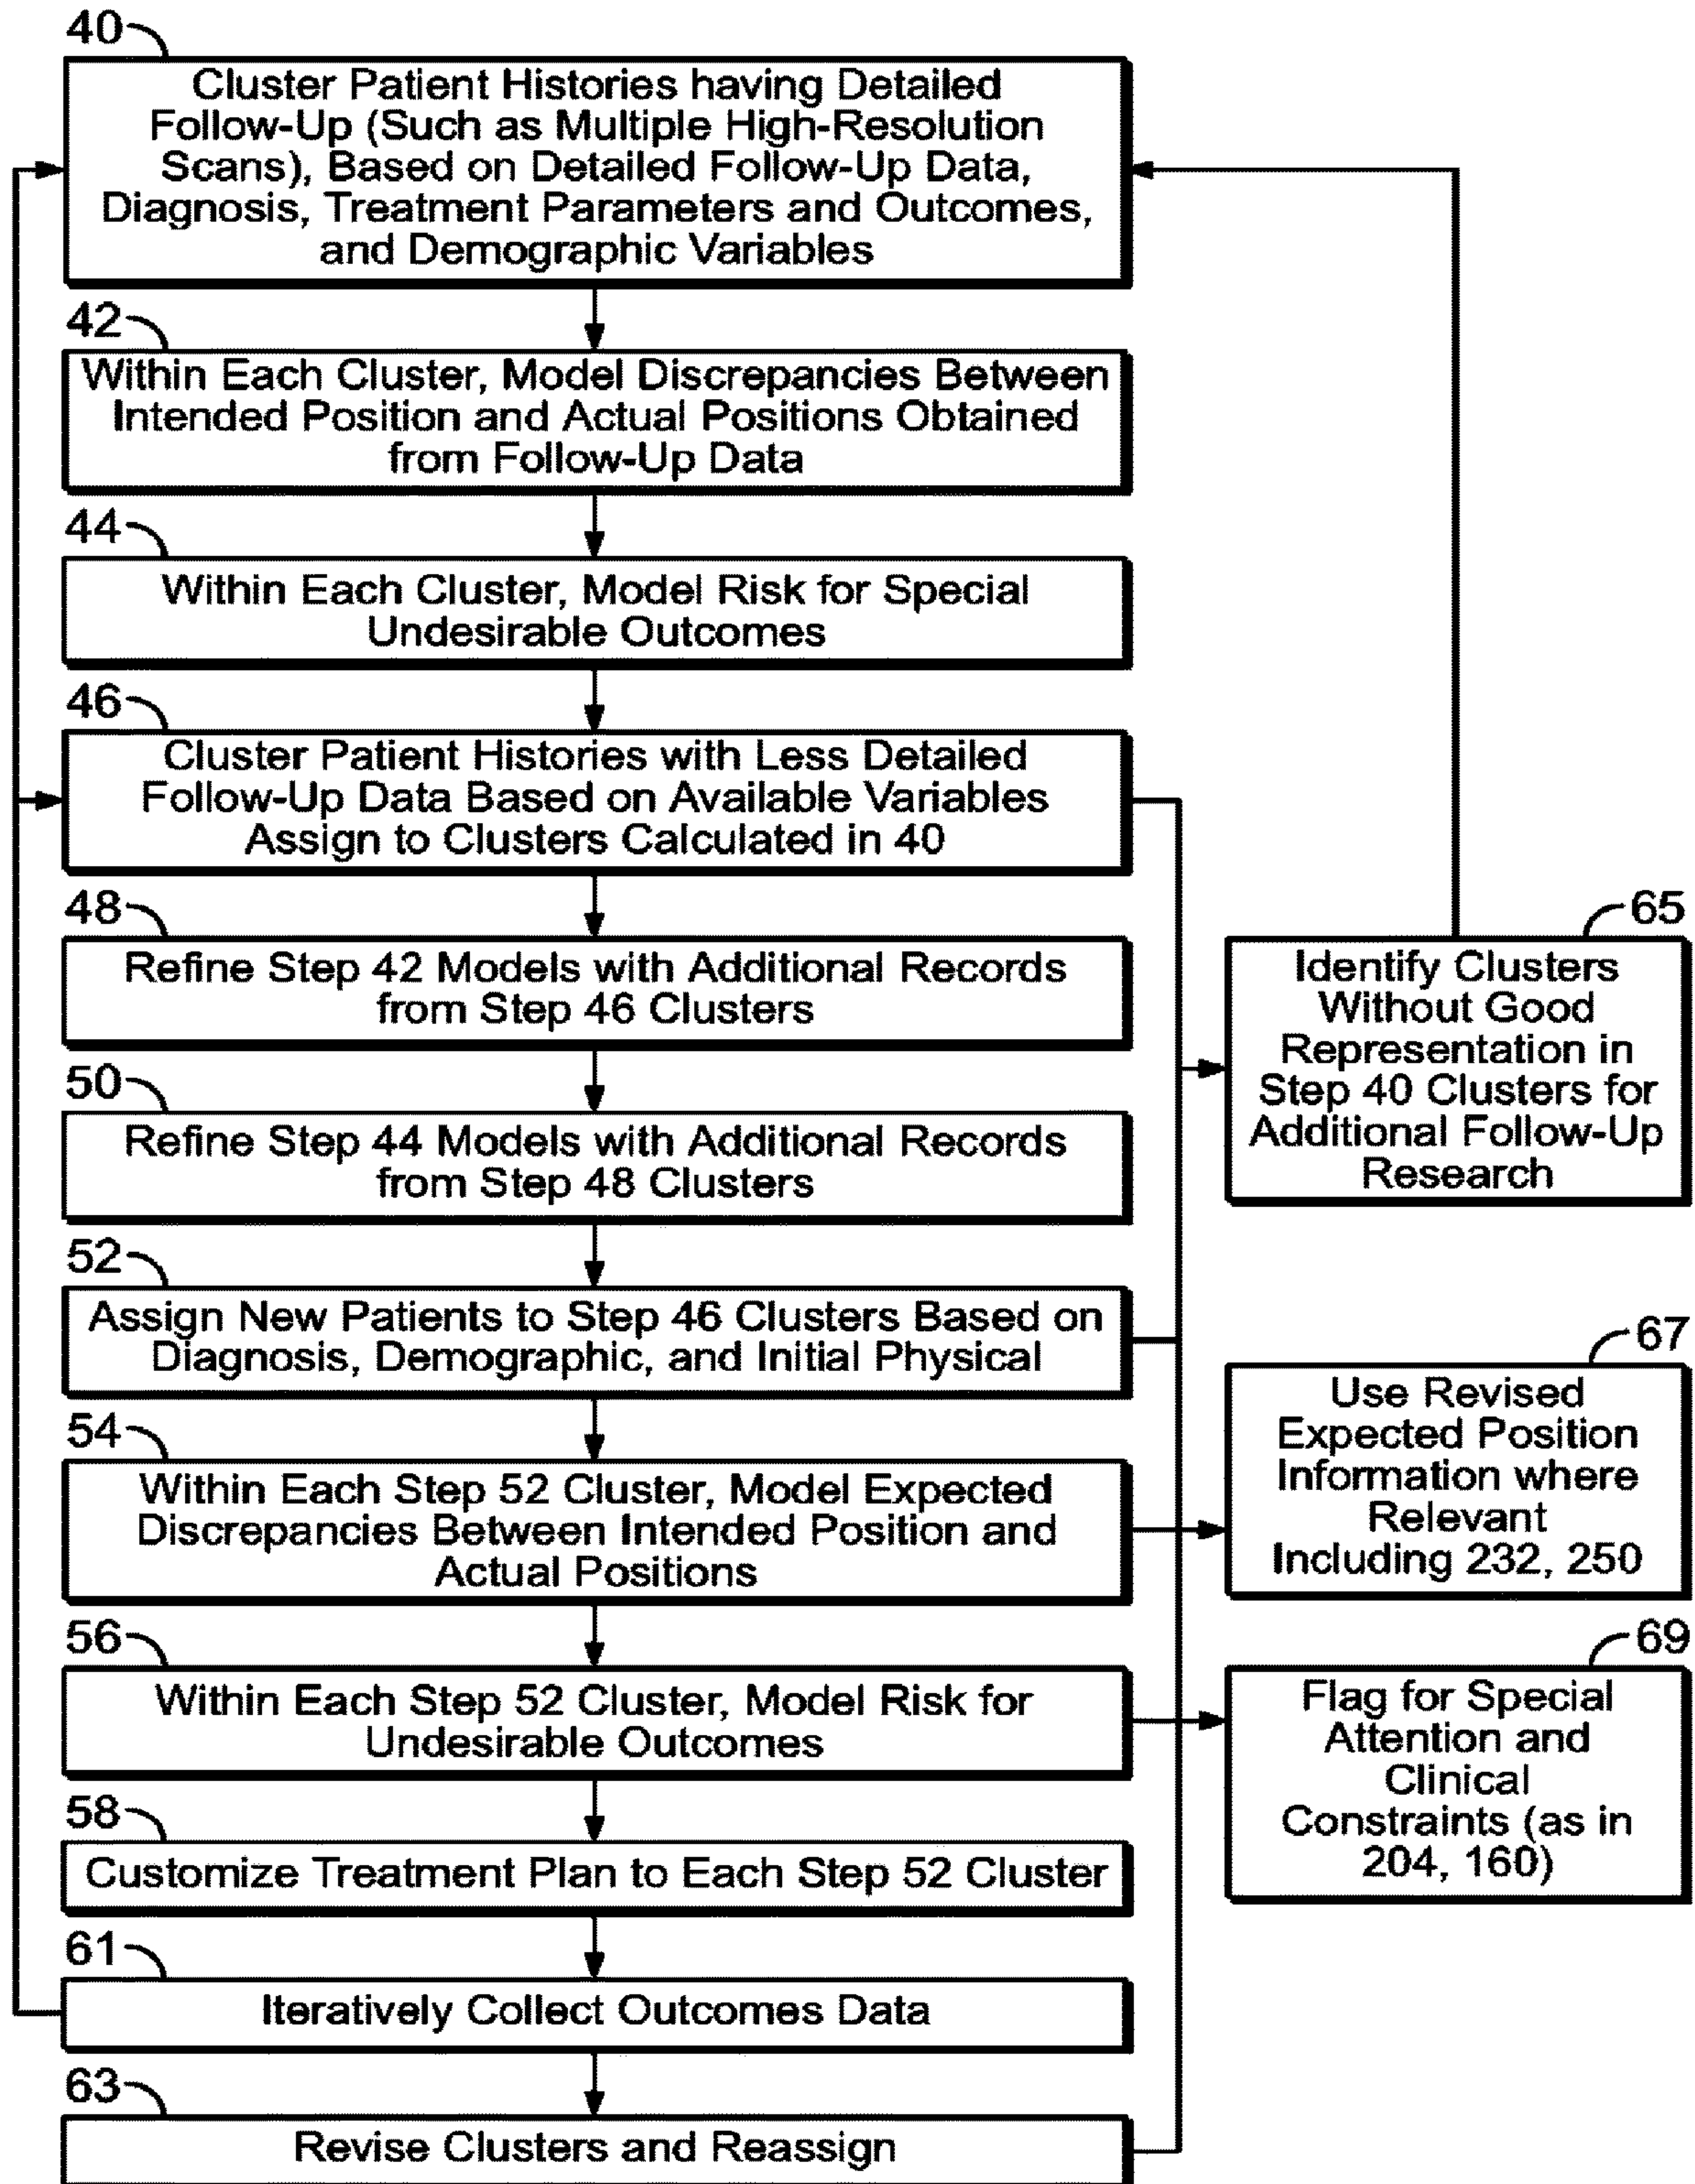 40
Cluster Patient Histories having Detailed
Follow-Up (Such as Multiple High-Resolution
Scans), Based on Detailed Follow-Up Data,
Diagnosis, Treatment Parameters and Outcomes,
and Demographic Variables
42
Within Each Cluster, Model Discrepancies Between
Intended Position and Actual Positions Obtained
from Follow-Up Data
44
Within Each Cluster, Model Risk for Special
Undesirable Outcomes
46
Cluster Patient Histories with Less Detailed
Follow-Up Data Based on Available Variables
Assign to Clusters Calculated in 40
48
Refine Step 42 Models with Additional Records
from Step 46 Clusters
50
Refine Step 44 Models with Additional Records
from Step 48 Clusters
52
Assign New Patients to Step 46 Clusters Based on
Diagnosis, Demographic, and Initial Physical
54
Within Each Step 52 Cluster, Model Expected
Discrepancies Between Intended Position and
Actual Positions
56
Within Each Step 52 Cluster, Model Risk for
Undesirable Outcomes
58
Customize Treatment Plan to Each Step 52 Cluster
61
Iteratively Collect Outcomes Data
63
Revise Clusters and Reassign
65
Identify Clusters
Without Good
Representation in
Step 40 Clusters for
Additional Follow-Up
Research
67
Use Revised
Expected Position
Information where
Relevant
Including 232, 250
69
Flag for Special
Attention and
Clinical
Constraints (as in
204, 160)